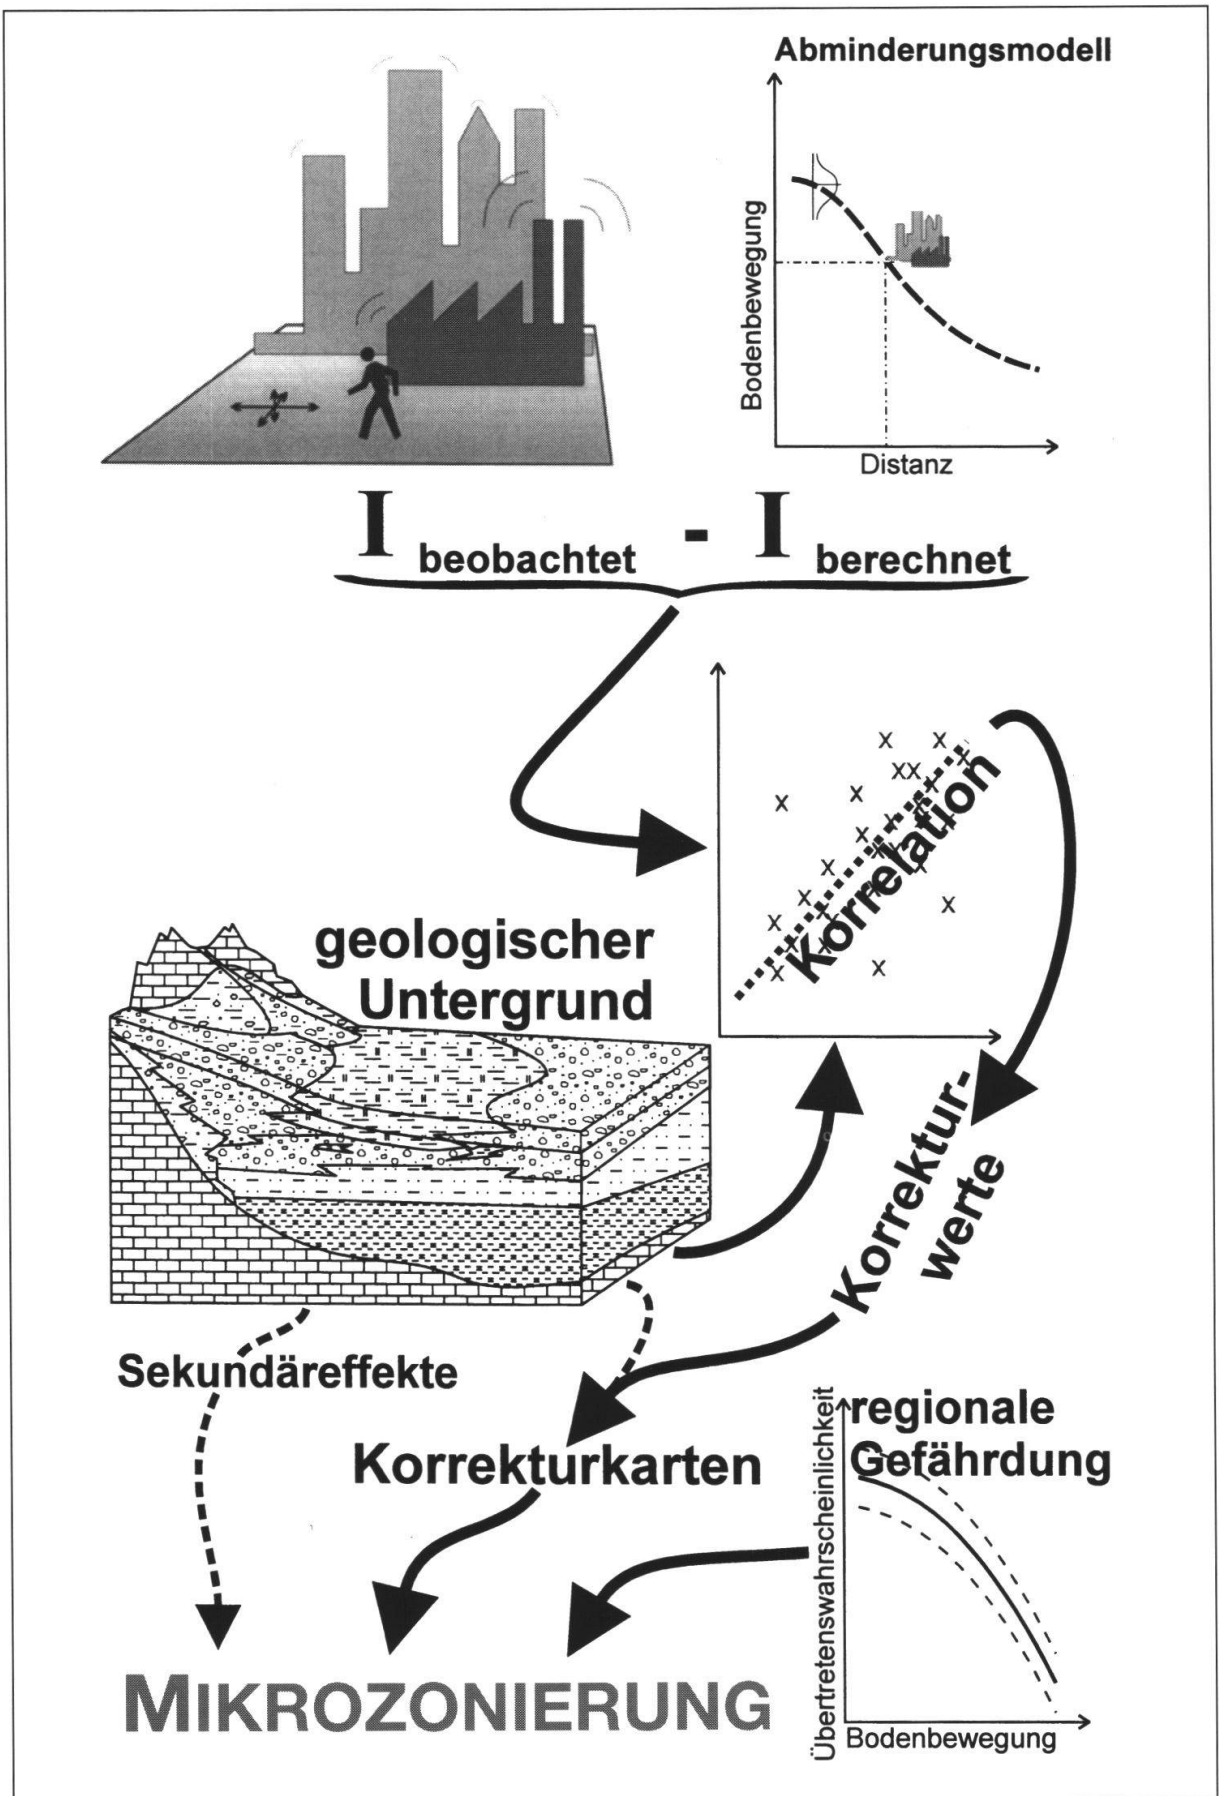 Abminderungsmodell
Bodenbewegung
Distanz
I beobachtet - I berechnet
Korrelation
geologischer
Untergrund
Korrektur-
werte
Sekundäreffekte
Korrekturkarten
regionale
Gefährdung
Übertretenswahrscheinlichkeit
Bodenbewegung
MIKROZONIERUNG